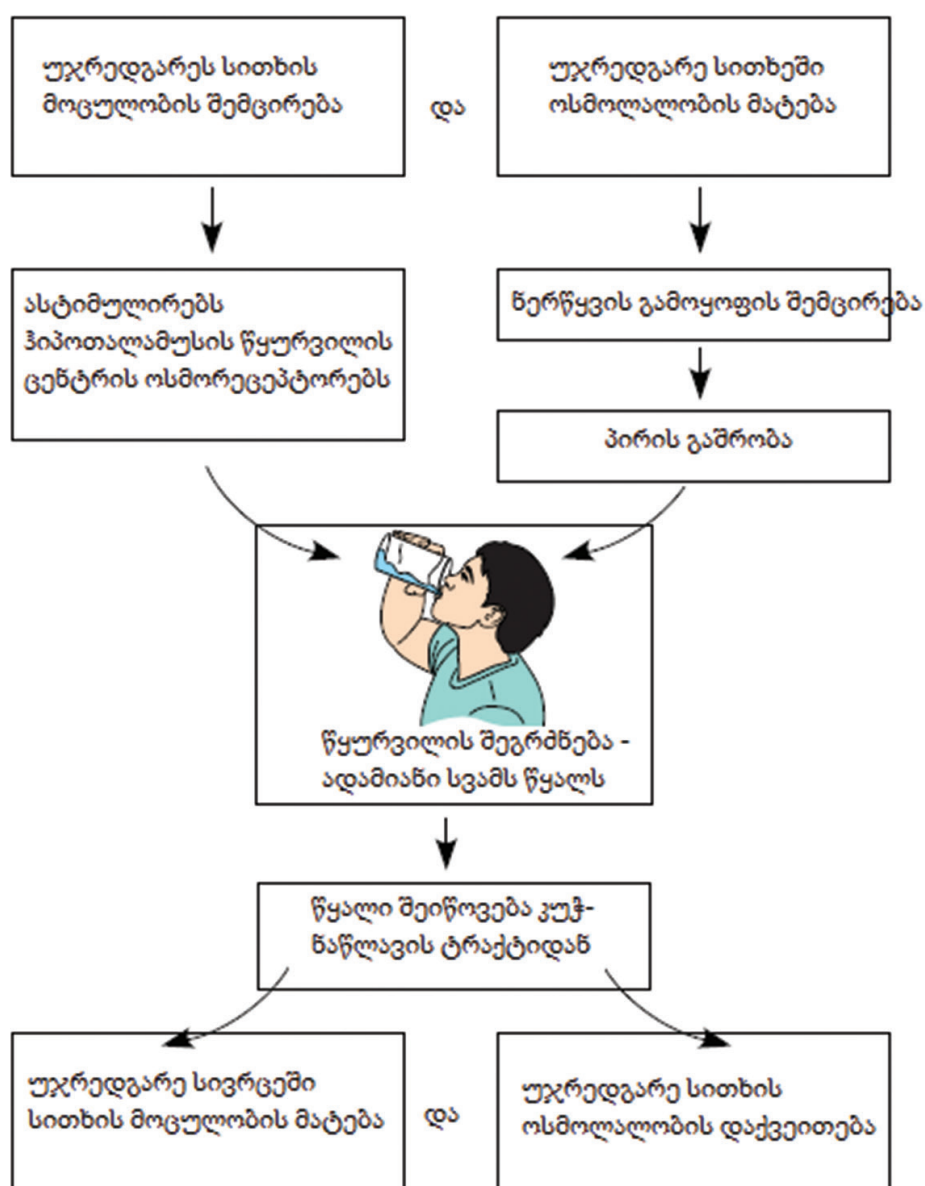 უჯრედგარეს სითხის
მოცულობის შემცირება
და
უჯრედგარე სითხეში
ოსმოლალობის მატება
ასტიმულირებს
ჰიპოთალამუსის წყურვილის
ცენტრის ოსმორეცეპტორებს
ნერწყვის გამოყოფის შემცირება
პირის გაშრობა
წყურვილის შეგრძნება -
ადამიანი სვამს წყალს
წყალი შეიწოვება კუჭ-
ნაწლავის ტრაქტიდან
უჯრედგარე სივრცეში
სითხის მოცულობის მატება
და
უჯრედგარე სითხის
ოსმოლალობის დაქვეითება